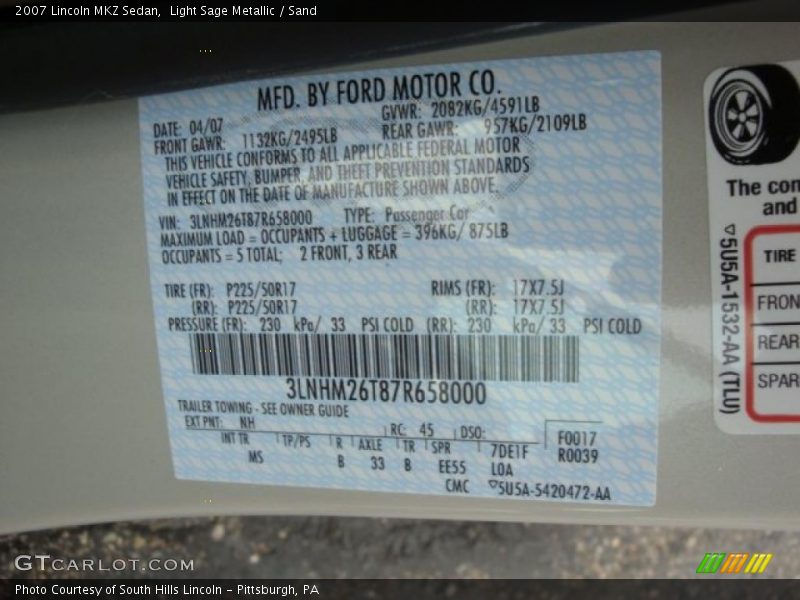 2007 Lincoln MKZ Sedan,  Light Sage Metallic / Sand
MFD. BY FORD MOTOR CO.
DATE: 04/07 GVWR: 2082KG/4591LB
FRONT GAWR: 1132KG/2495LB REAR GAWR: 957KG/2109LB
THIS VEHICLE CONFORMS TO ALL APPLICABLE FEDERAL MOTOR
VEHICLE SAFETY, BUMPER, AND THEFT PREVENTION STANDARDS
IN EFFECT ON THE DATE OF MANUFACTURE SHOWN ABOVE.
VIN: 3LNHM26T87R658000 TYPE: Passenger Car
MAXIMUM LOAD = OCCUPANTS + LUGGAGE = 396KG/ 875LB
OCCUPANTS = 5 TOTAL; 2 FRONT, 3 REAR
TIRE (FR): P225/50R17 RIMS (FR): 17X7.5J
(RR): P225/50R17 (RR): 17X7.5J
PRESSURE (FR): 230 kPa/ 33 PSI COLD (RR): 230 kPa/ 33 PSI COLD
3LNHM26T87R658000
TRAILER TOWING - SEE OWNER GUIDE
EXT PNT: NH RC: 45 DSO: F0017
INT TR TP/PS R AXLE TR SPR 7DE1F R0039
MS B 33 B EE55 LOA
CMC ▽5U5A-5420472-AA
The con
and
TIRE
FRON
REAR
SPAR
▽5U5A-1532-AA (TLU)
GTCARLOT.COM
Photo Courtesy of South Hills Lincoln - Pittsburgh, PA